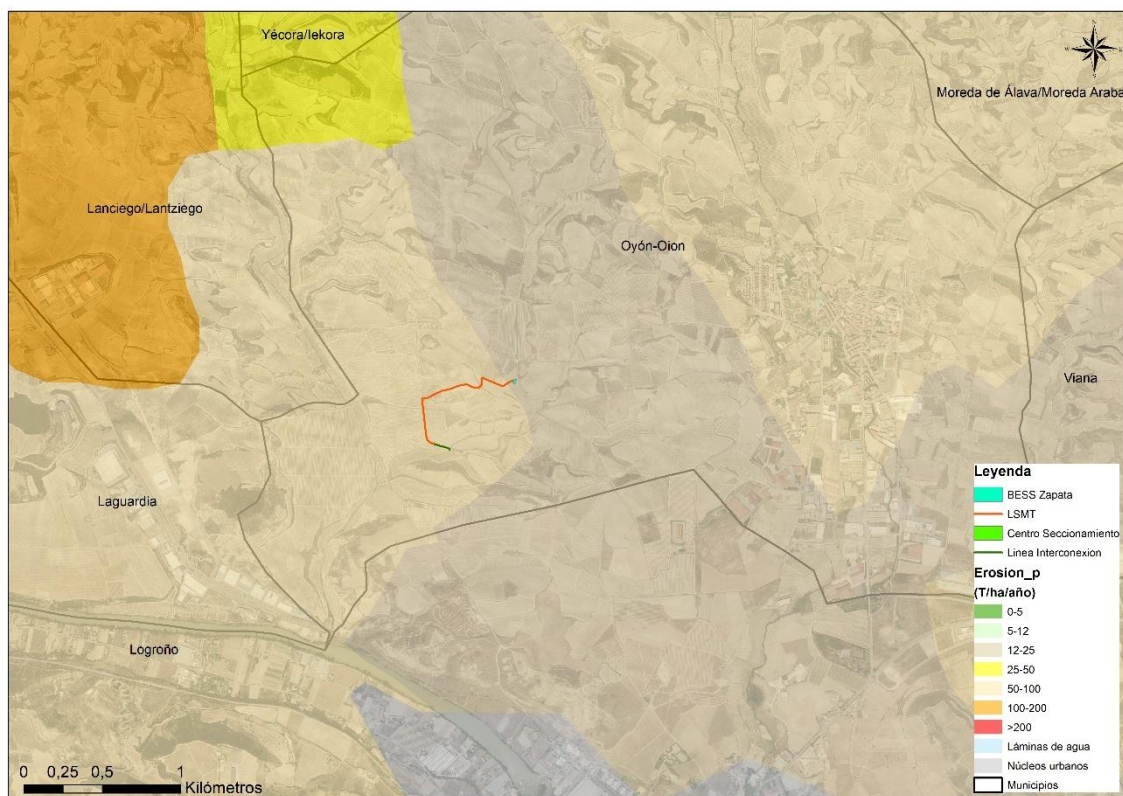 Yécora/Iekora
Moreda de Álava/Moreda Araba
Lanciego/Lantziego
Oyón-Oion
Viana
Laguardia
Logroño
Leyenda
BESS Zapata
LSMT
Centro Seccionamiento
Linea Interconexion
Erosion_p
(T/ha/año)
0-5
5-12
12-25
25-50
50-100
100-200
>200
Láminas de agua
Núcleos urbanos
Municipios
0 0,25 0,5 1
Kilómetros